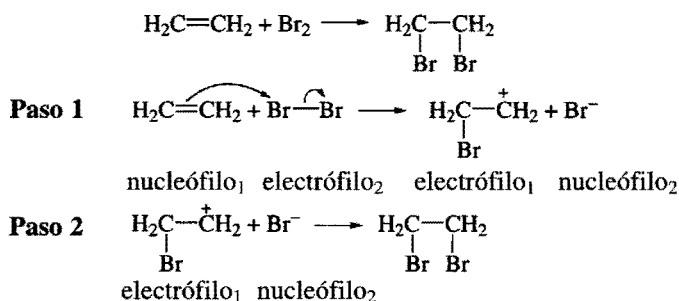 H₂C=CH₂ + Br₂ ⟶ H₂C—CH₂
Br Br
Paso 1 H₂C=CH₂ + Br—Br ⟶ H₂C—C⁺H₂ + Br⁻
Br
nucleófilo₁ electrófilo₂ electrófilo₁ nucleófilo₂
Paso 2 H₂C—C⁺H₂ + Br⁻ ⟶ H₂C—CH₂
Br Br Br
electrófilo₁ nucleófilo₂